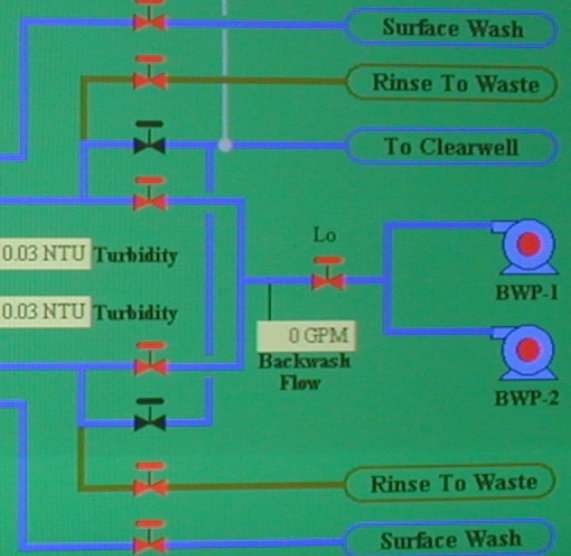 Surface Wash
Rinse To Waste
To Clearwell
Lo
0.03 NTU Turbidity
BWP-1
0.03 NTU Turbidity
0 GPM
Backwash
Flow
BWP-2
Rinse To Waste
Surface Wash